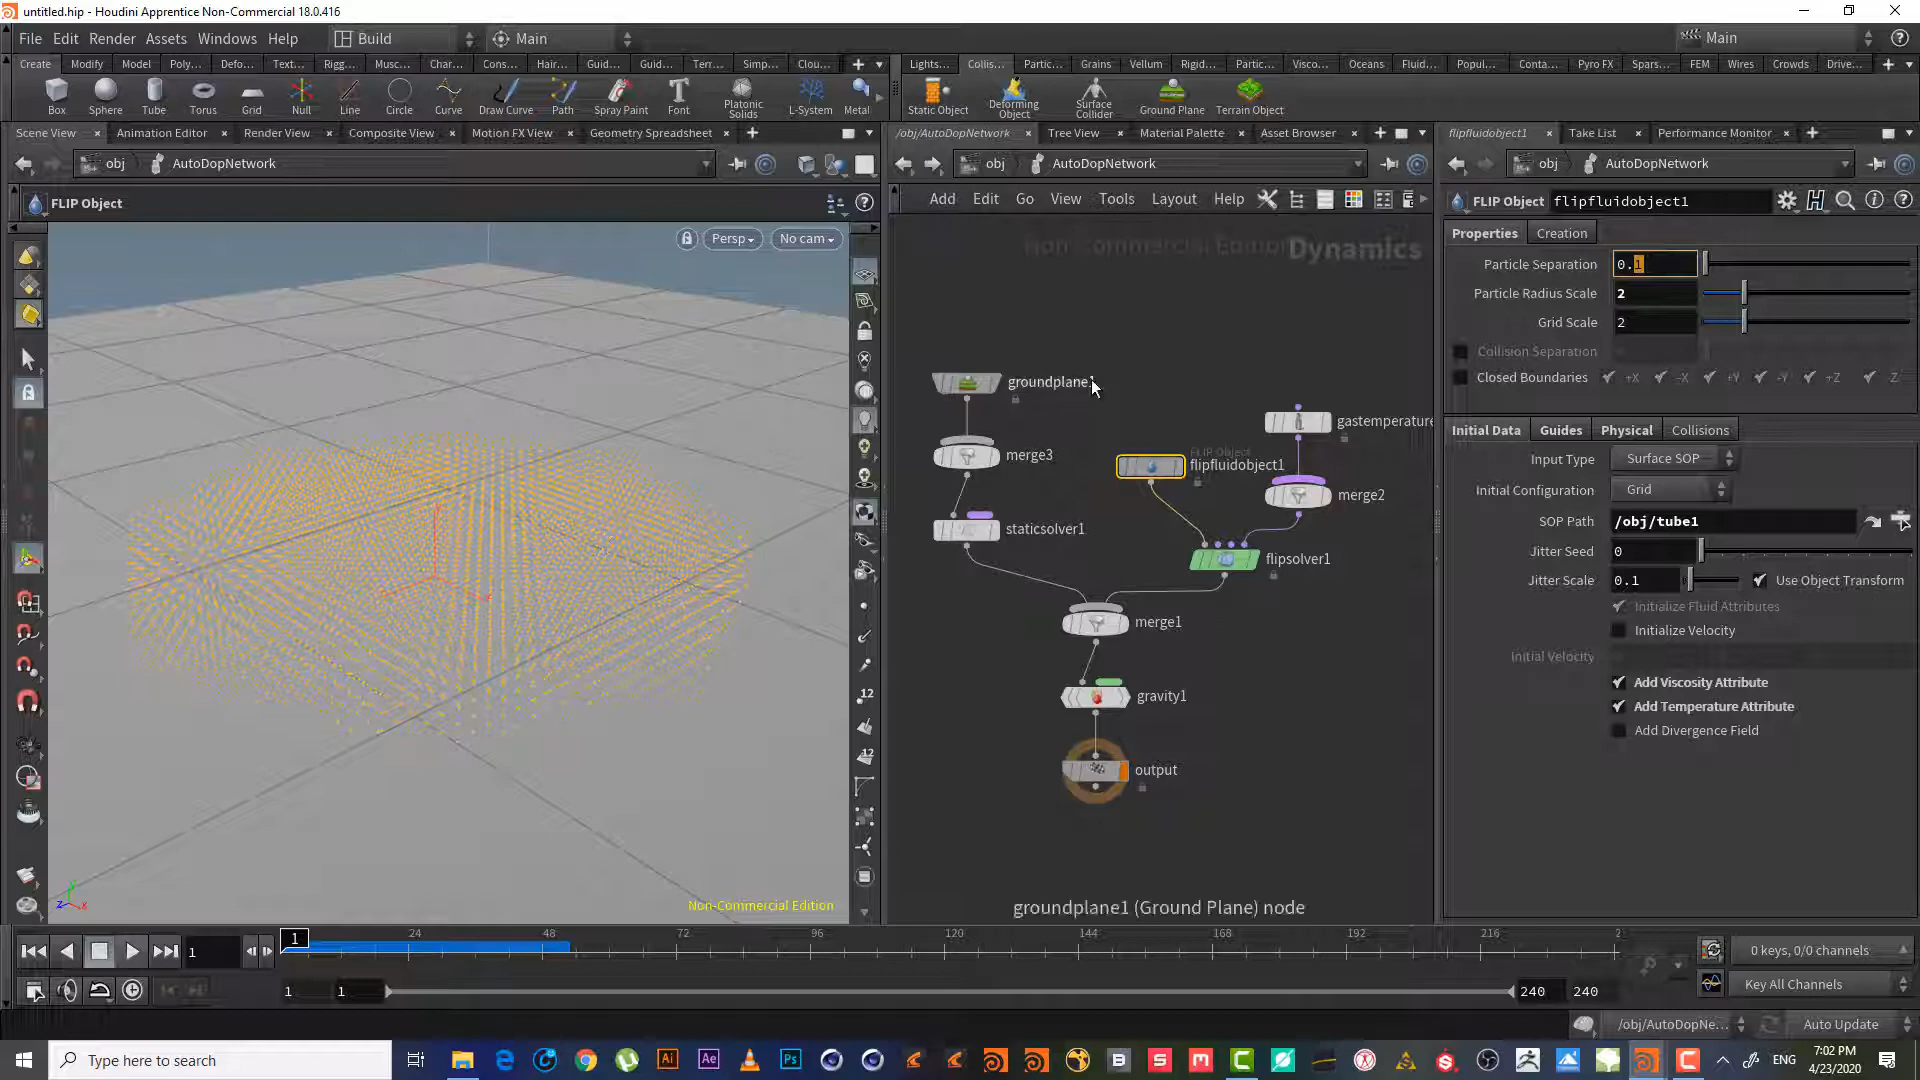 untitled.hip - Houdini Apprentice Non-Commercial 18.0.416
File Edit Render Assets Windows Help Build Main Main
Create Modify Model Poly... Defo... Text... Rigg... Musc... Char... Cons... Hair... Guid... Guid... Terr... Simp... Clou...
Lights... Collis... Partic... Grains Vellum Rigid... Partic... Visco... Oceans Fluid... Popul... Conta... Pyro FX Spars... FEM Wires Crowds Drive...
Box Sphere Tube Torus Grid Null Line Circle Curve Draw Curve Path Spray Paint Font Platonic Solids L-System Metal
Static Object Deforming Object Surface Collider Ground Plane Terrain Object
Scene View Animation Editor Render View Composite View Motion FX View Geometry Spreadsheet
/obj/AutoDopNetwork Tree View Material Palette Asset Browser
flipfluidobject1 Take List Performance Monitor
obj AutoDopNetwork
obj AutoDopNetwork
obj AutoDopNetwork
FLIP Object
Add Edit Go View Tools Layout Help
FLIP Object flipfluidobject1
Persp No cam
Non-Commercial Edition
Dynamics
Properties Creation
Particle Separation 0.1
Particle Radius Scale 2
Grid Scale 2
Collision Separation
Closed Boundaries +X -X +Y -Y +Z Z
Initial Data Guides Physical Collisions
Input Type Surface SOP
Initial Configuration Grid
SOP Path /obj/tube1
Jitter Seed 0
Jitter Scale 0.1 Use Object Transform
Initialize Fluid Attributes
Initialize Velocity
Initial Velocity
Add Viscosity Attribute
Add Temperature Attribute
Add Divergence Field
groundplane1
gastemperature
merge3
FLIP Object
flipfluidobject1
merge2
staticsolver1
flipsolver1
merge1
gravity1
output
groundplane1 (Ground Plane) node
12
12
Non-Commercial Edition
z y x
1 1 24 48 72 96 120 144 168 192 216 2
0 keys, 0/0 channels
1 1 240 240
Key All Channels
/obj/AutoDopNe... Auto Update
Type here to search
ENG
7:02 PM
4/23/2020